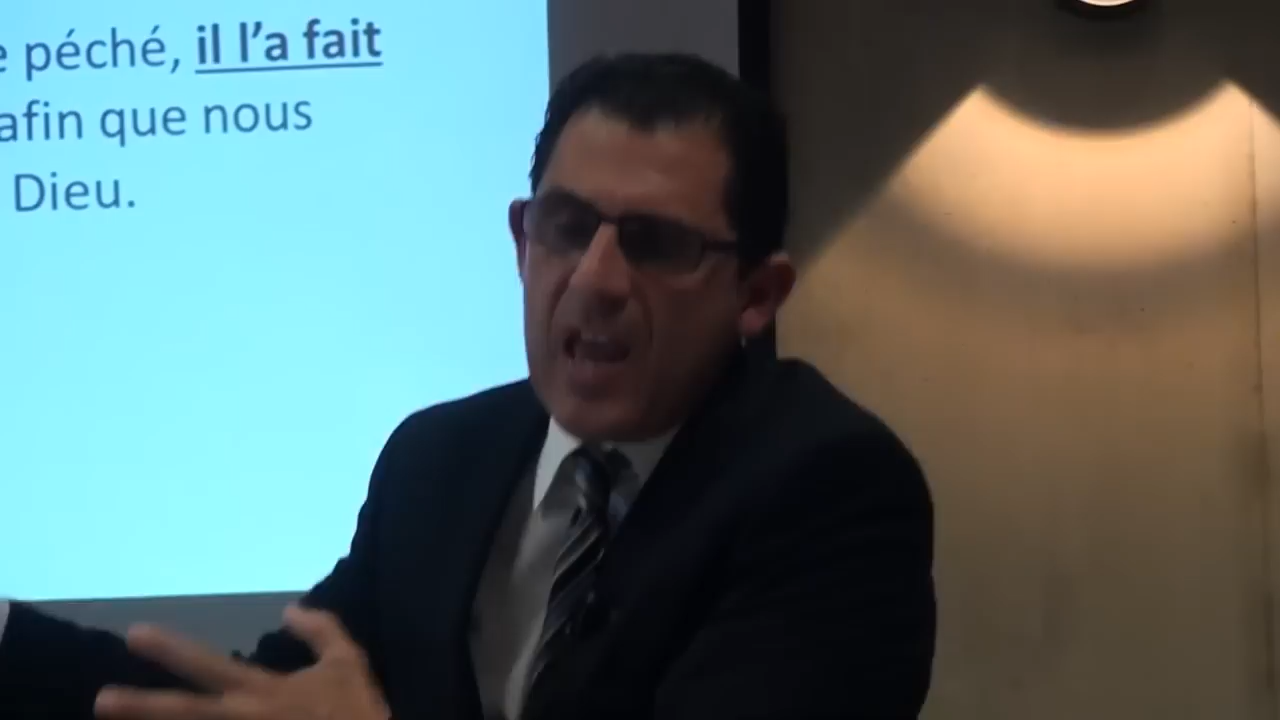 péché, il l'a fait
afin que nous
Dieu.